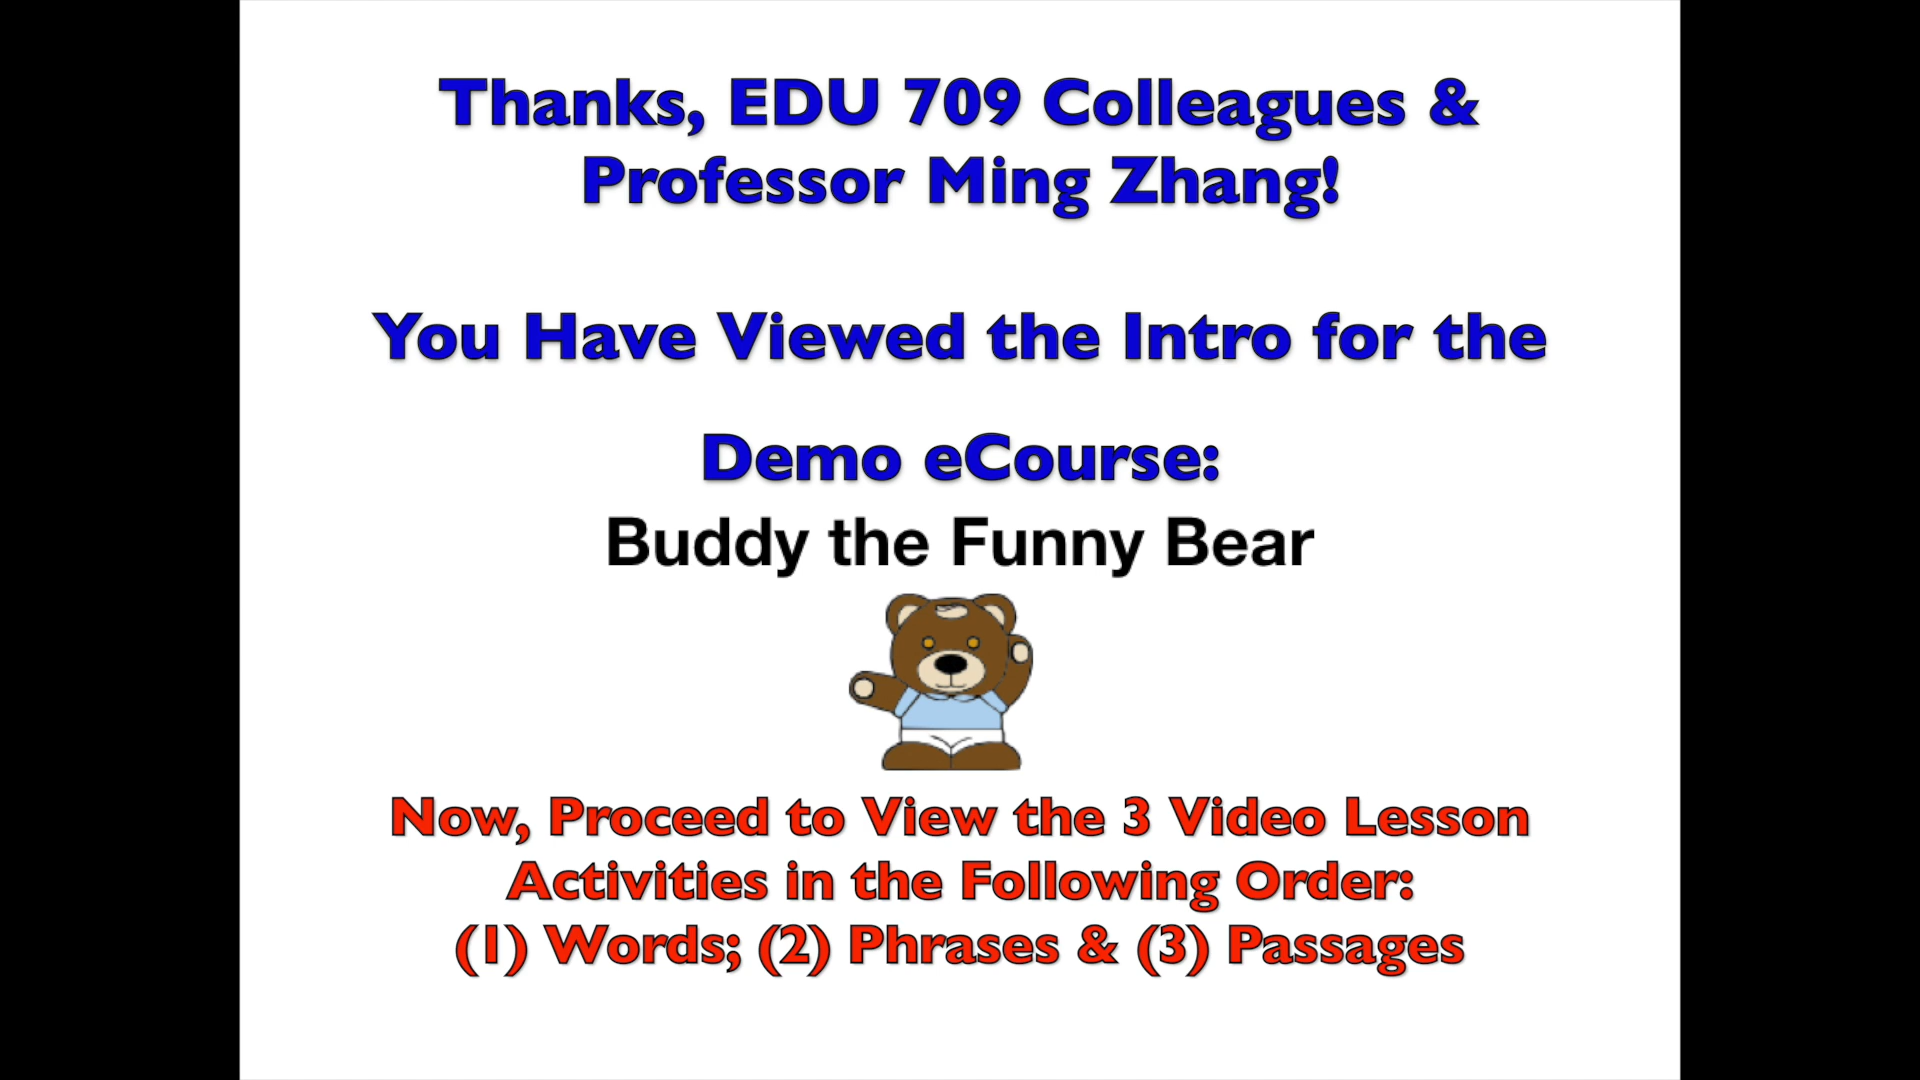 Thanks, EDU 709 Colleagues &
Professor Ming Zhang!
You Have Viewed the Intro for the
Demo eCourse:
Buddy the Funny Bear
Now, Proceed to View the 3 Video Lesson
Activities in the Following Order:
(1) Words; (2) Phrases & (3) Passages